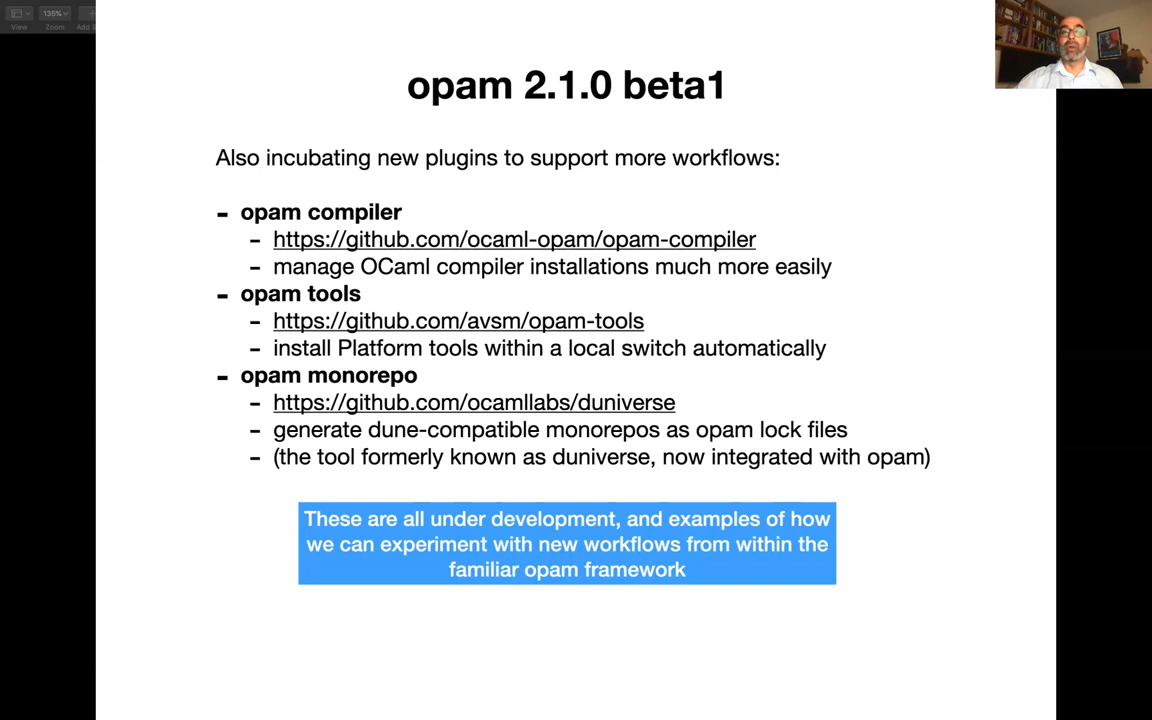 135%
View
Zoom
Add
opam 2.1.0 beta1
Also incubating new plugins to support more workflows:
- opam compiler
- https://github.com/ocaml-opam/opam-compiler
- manage OCaml compiler installations much more easily
- opam tools
- https://github.com/avsm/opam-tools
- install Platform tools within a local switch automatically
- opam monorepo
- https://github.com/ocamllabs/duniverse
- generate dune-compatible monorepos as opam lock files
- (the tool formerly known as duniverse, now integrated with opam)
These are all under development, and examples of how
we can experiment with new workflows from within the
familiar opam framework